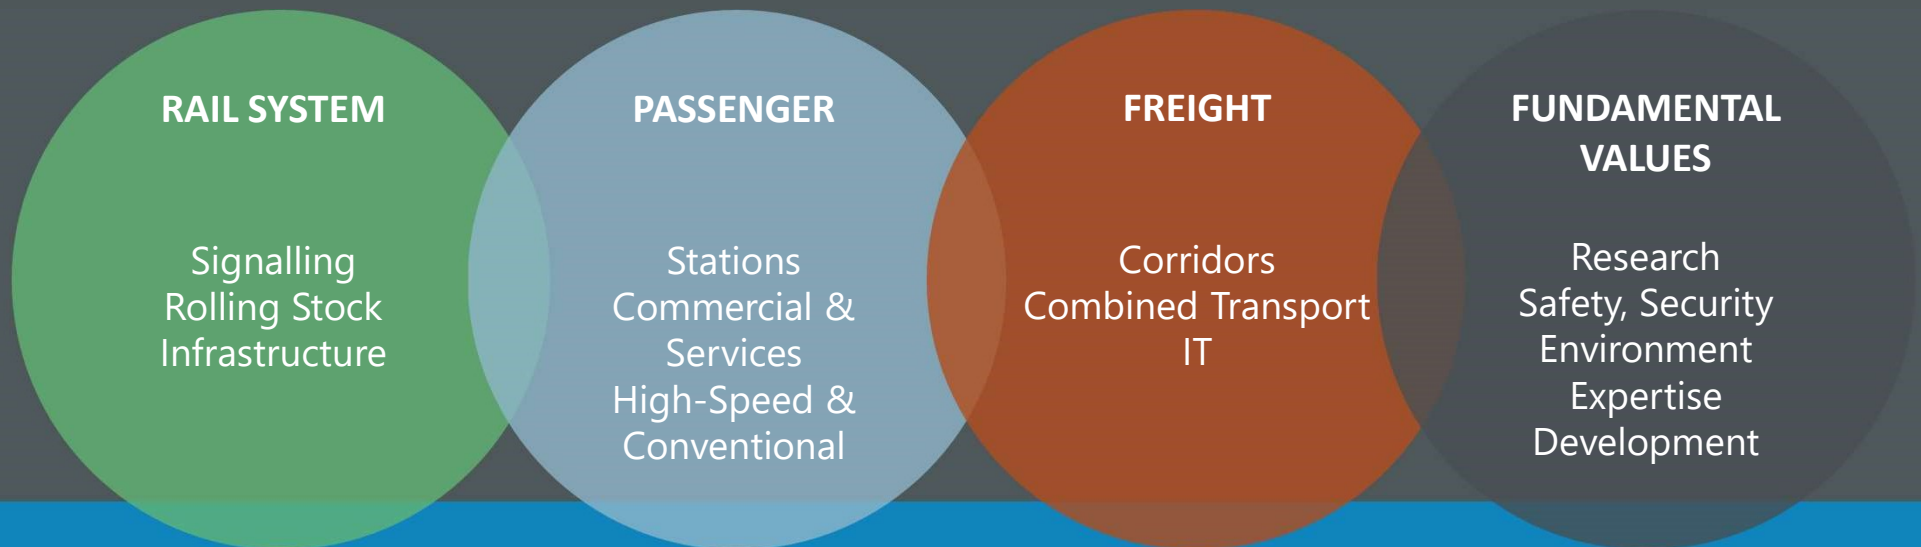 RAIL SYSTEM
Signalling
Rolling Stock
Infrastructure
PASSENGER
Stations
Commercial &
Services
High-Speed &
Conventional
FREIGHT
Corridors
Combined Transport
IT
FUNDAMENTAL
VALUES
Research
Safety, Security
Environment
Expertise
Development